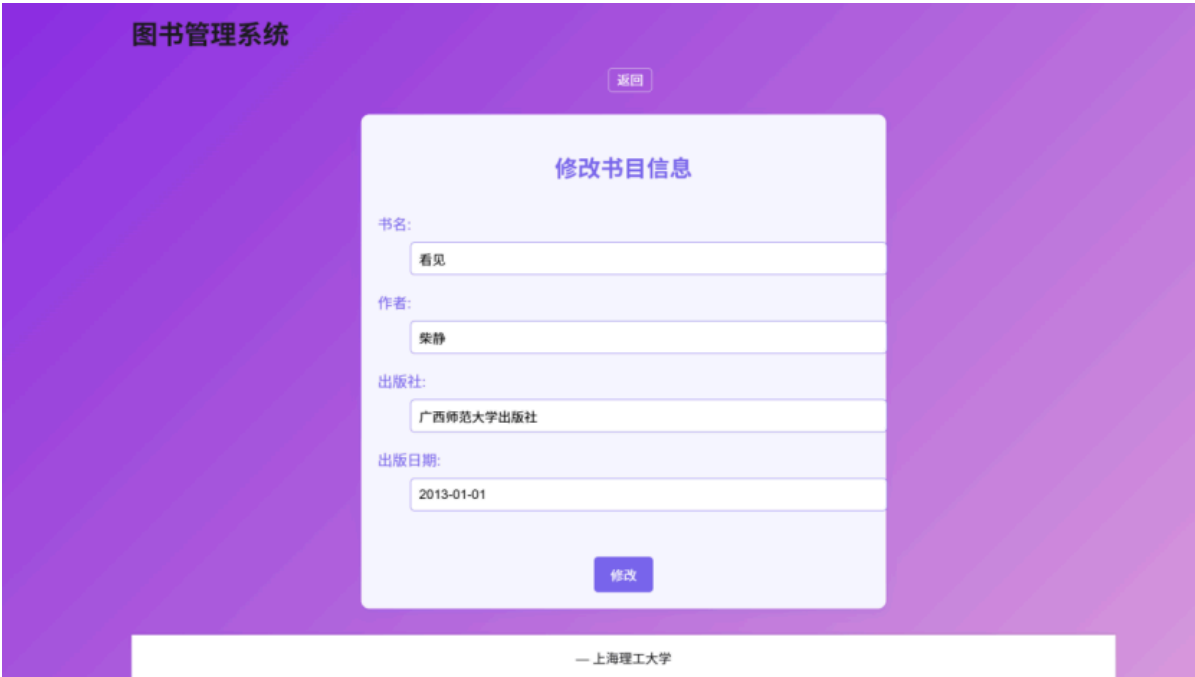 图书管理系统
返回
修改书目信息
书名:
看见
作者:
柴静
出版社:
广西师范大学出版社
出版日期:
2013-01-01
修改
— 上海理工大学